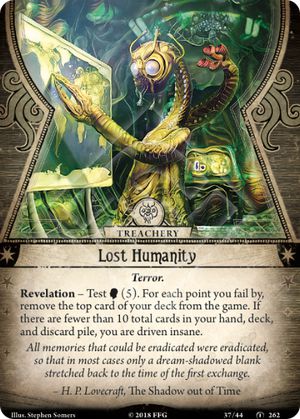 TREACHERY
Lost Humanity
Terror.
Revelation – Test (5). For each point you fail by,
remove the top card of your deck from the game. If
there are fewer than 10 total cards in your hand, deck,
and discard pile, you are driven insane.
All memories that could be eradicated were eradicated,
so that in most cases only a dream-shadowed blank
stretched back to the time of the first exchange.
– H. P. Lovecraft, The Shadow out of Time
Illus. Stephen Somers © 2018 FFG 37/44 262